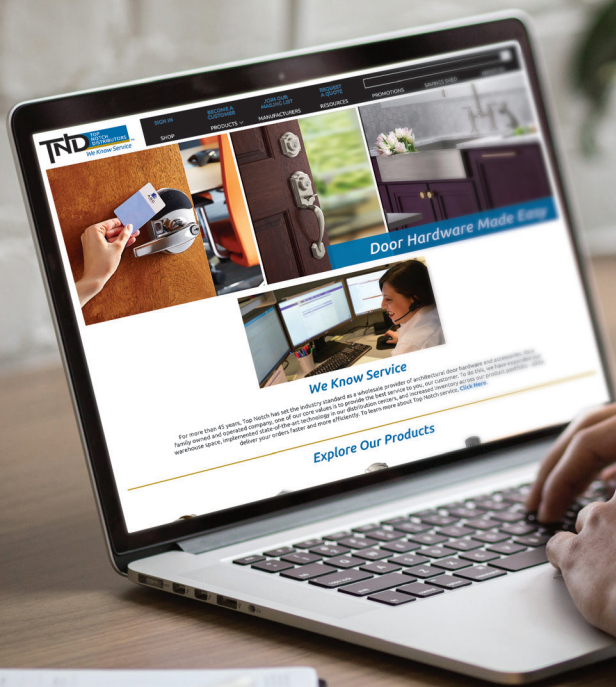 TND TOP
NOTCH
DISTRIBUTORS
We Know Service
SIGN IN
BECOME A
CUSTOMER
JOIN OUR
MAILING LIST
REQUEST
A QUOTE
SHOP
PRODUCTS
MANUFACTURERS
RESOURCES
PROMOTIONS
SAVINGS SHED
Door Hardware Made Easy
We Know Service
For more than 45 years, Top Notch has set the industry standard as a wholesale provider of architectural door hardware and accessories. As a
family owned and operated company, one of our core values is to provide the best service to you, our customer. To do this, we have expanded our
warehouse space, implemented state-of-the-art technology in our distribution centers, and increased inventory across our product portfolio
deliver your orders faster and more efficiently. To learn more about Top Notch service, Click Here.
Explore Our Products